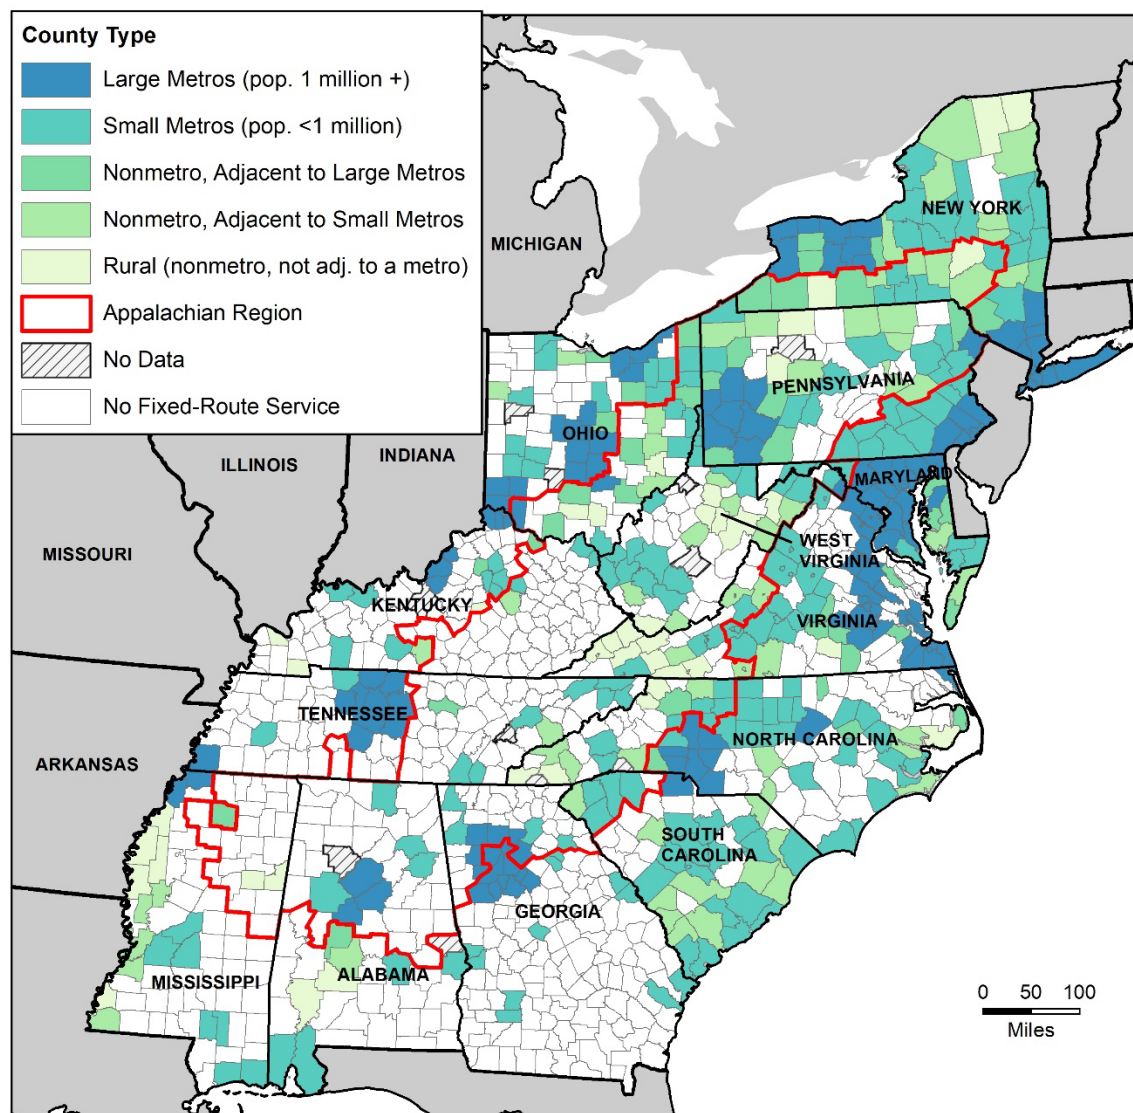 County Type
Large Metros (pop. 1 million +)
Small Metros (pop. <1 million)
Nonmetro, Adjacent to Large Metros
Nonmetro, Adjacent to Small Metros
Rural (nonmetro, not adj. to a metro)
Appalachian Region
No Data
No Fixed-Route Service
NEW YORK
MICHIGAN
PENNSYLVANIA
OHIO
INDIANA
ILLINOIS
MARYLAND
WEST
VIRGINIA
MISSOURI
KENTUCKY
VIRGINIA
TENNESSEE
NORTH CAROLINA
ARKANSAS
SOUTH
CAROLINA
GEORGIA
ALABAMA
MISSISSIPPI
0 50 100
Miles